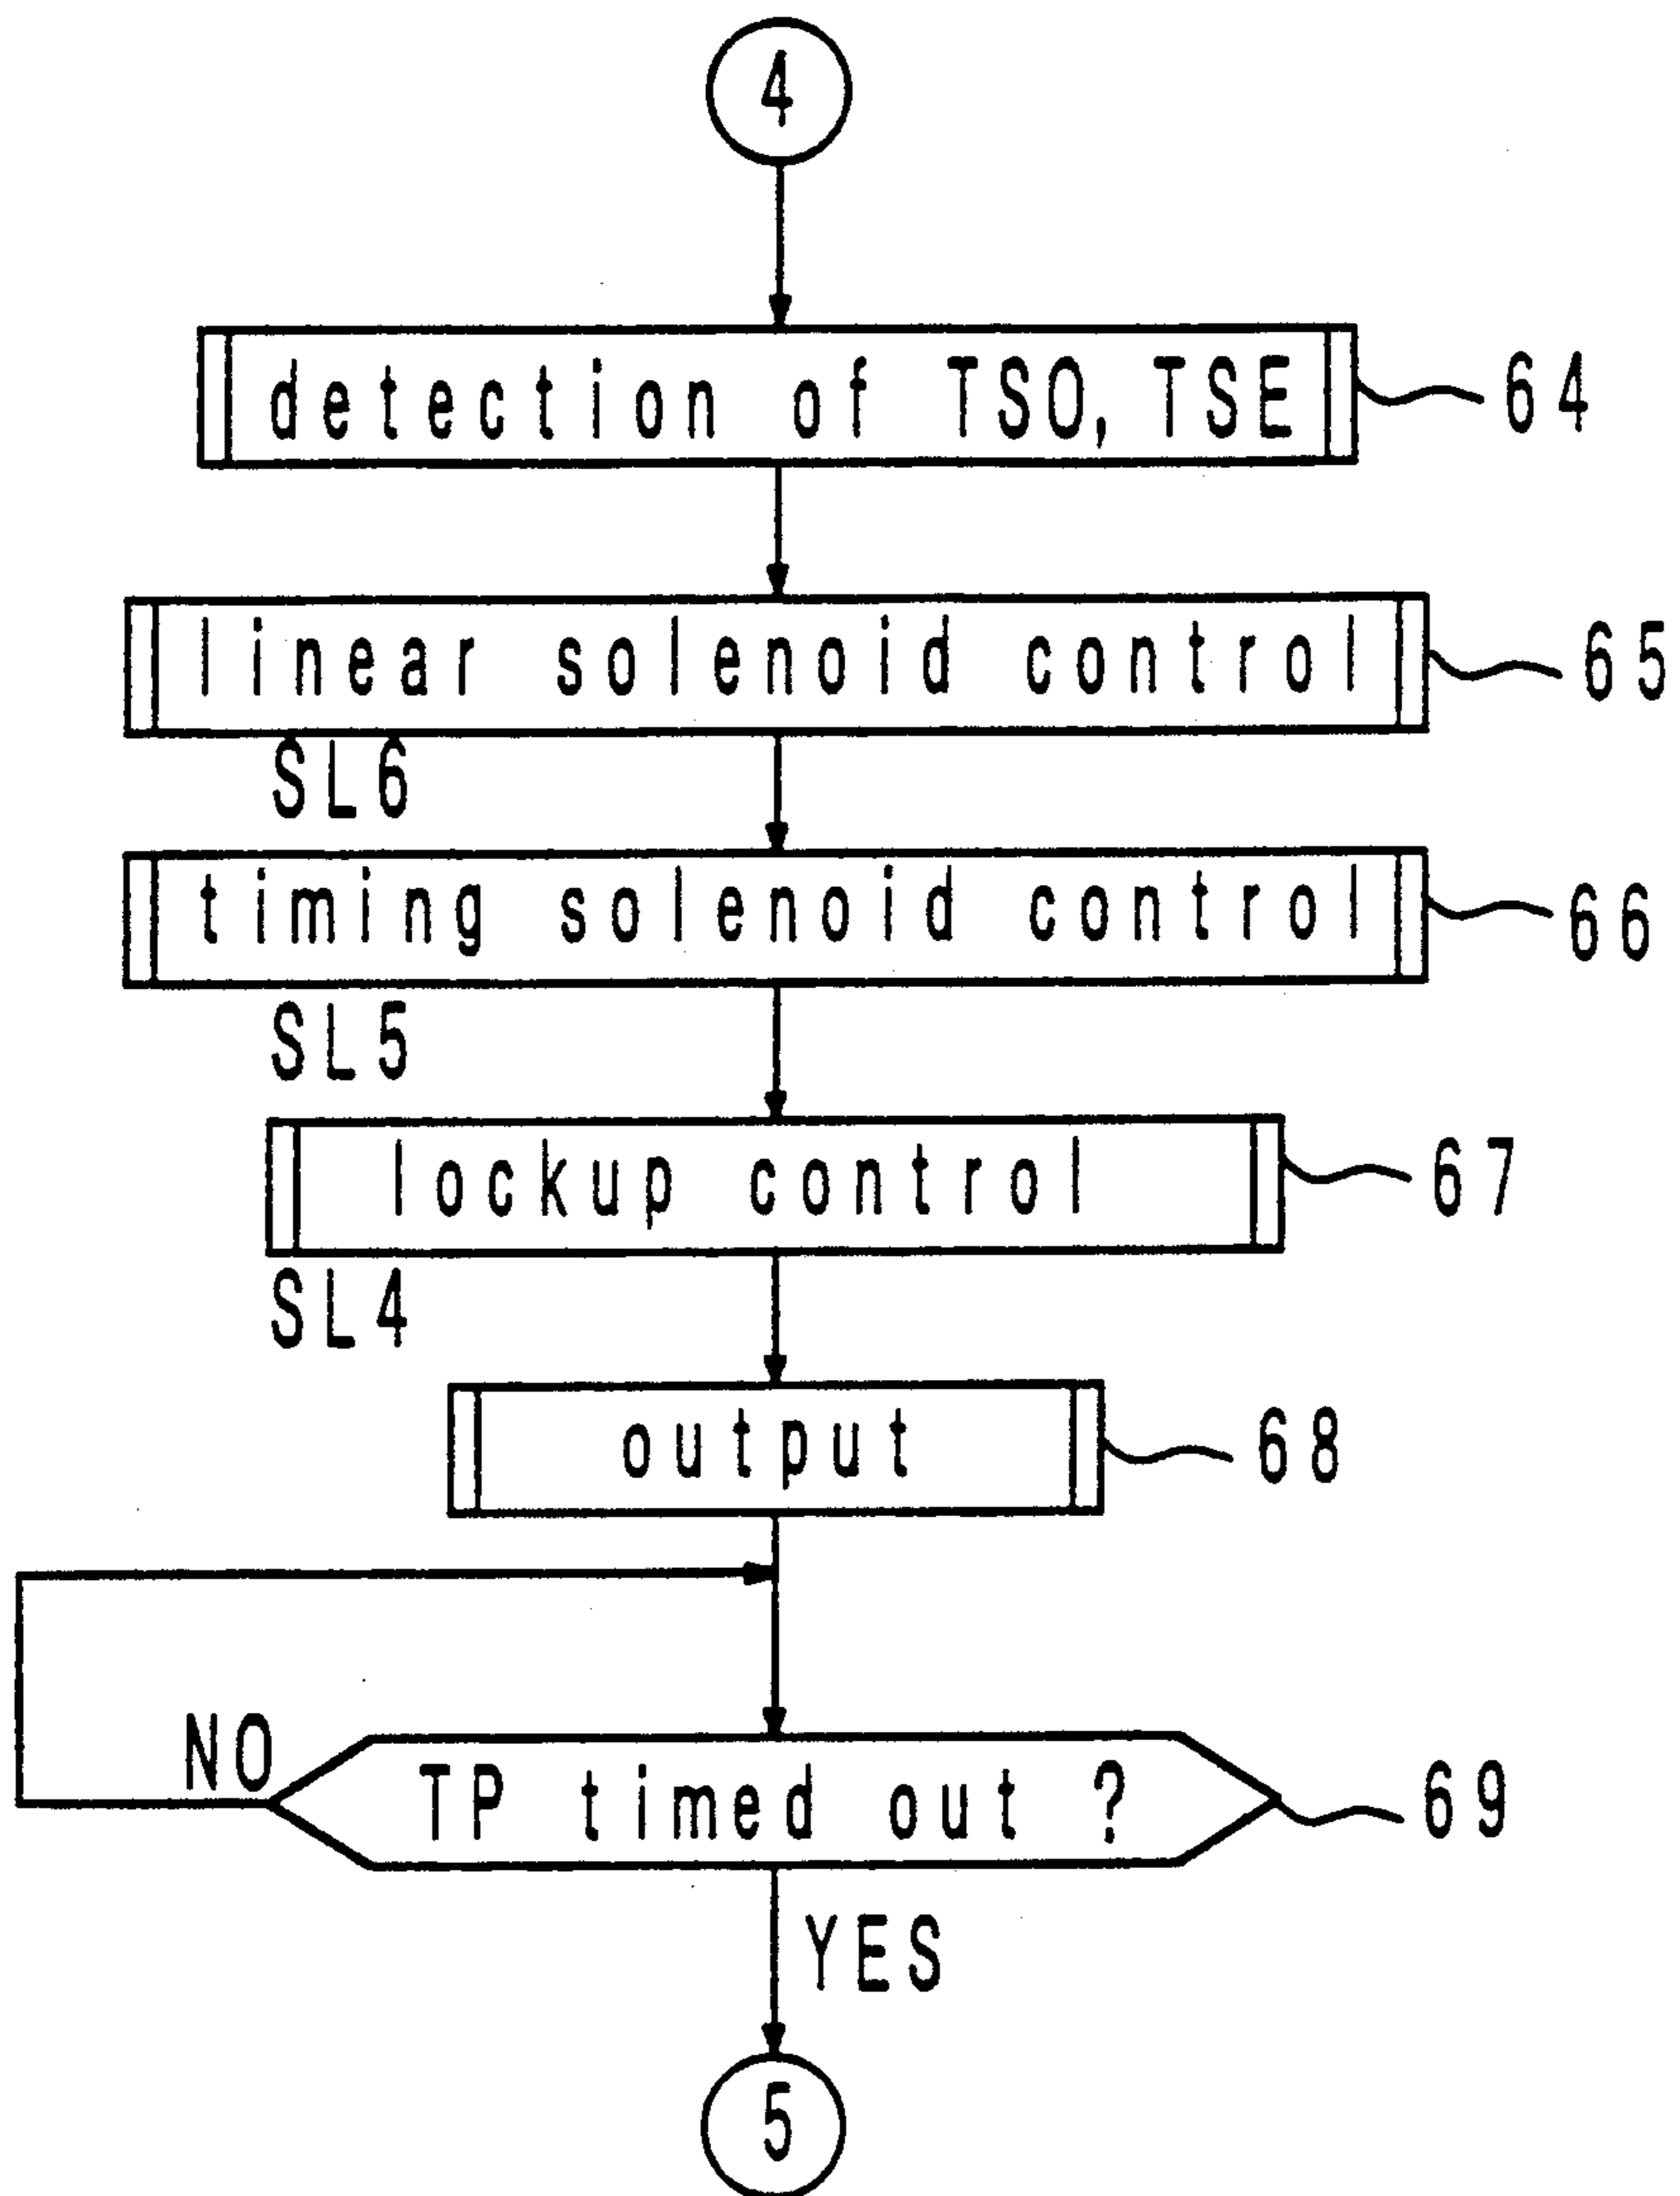 4
detection of TSO, TSE
64
linear solenoid control
65
SL6
timing solenoid control
66
SL5
lockup control
67
SL4
output
68
NO
TP timed out ?
69
YES
5